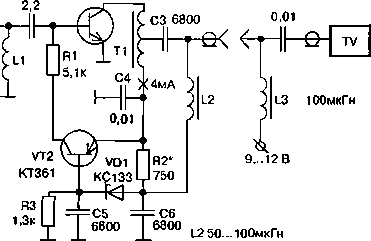 2,2
L1
R1
5,1к
T1
C3
6800
C4
0,01
4мА
L2
0,01
TV
L3
100мкГн
9...12 В
VT2
КТ361
VD1
КС133
R2*
750
R3
1,3к
C5
6800
C6
6800
L2 50...100мкГн